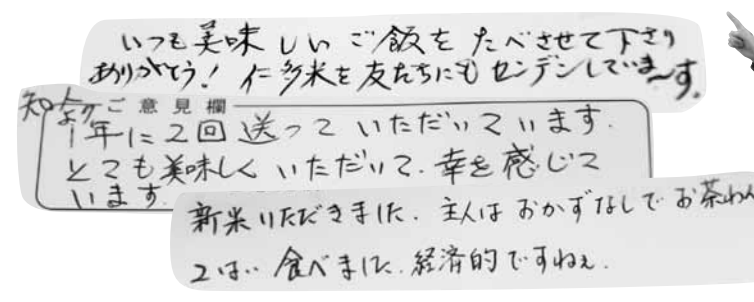 いつも美味しいご飯をたべさせて下さり
ありがとう！仁多米を友だちにもセンデンしていま〜す。
知人より
ご意見欄
1年に2回送っていただいています.
とても美味しくいただいて.幸を感じて
います.
新米いただきました.主人はおかずなしでお茶わん
2はい食べました.経済的ですねぇ.